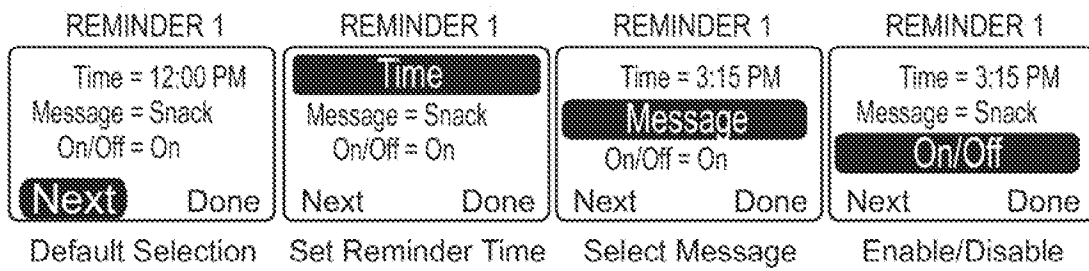 REMINDER 1
Time = 12:00 PM
Message = Snack
On/Off = On
Next Done
Default Selection
REMINDER 1
Time
Message = Snack
On/Off = On
Next Done
Set Reminder Time
REMINDER 1
Time = 3:15 PM
Message
On/Off = On
Next Done
Select Message
REMINDER 1
Time = 3:15 PM
Message = Snack
On/Off
Next Done
Enable/Disable